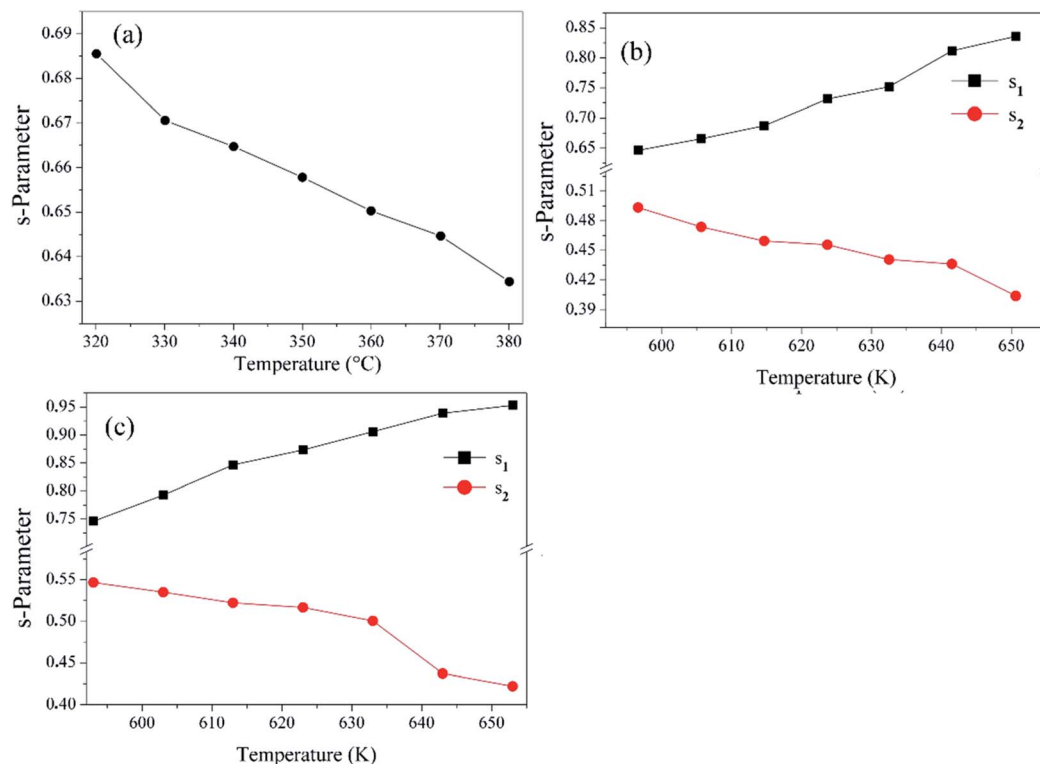 (a)
0.69
0.68
0.67
0.66
0.65
0.64
0.63
s-Parameter
320 330 340 350 360 370 380
Temperature (°C)
(b)
0.85
0.80
0.75
0.70
0.65
0.51
0.48
0.45
0.42
0.39
s-Parameter
s1
s2
600 610 620 630 640 650
Temperature (K)
(c)
0.95
0.90
0.85
0.80
0.75
0.55
0.50
0.45
0.40
s-Parameter
s1
s2
600 610 620 630 640 650
Temperature (K)